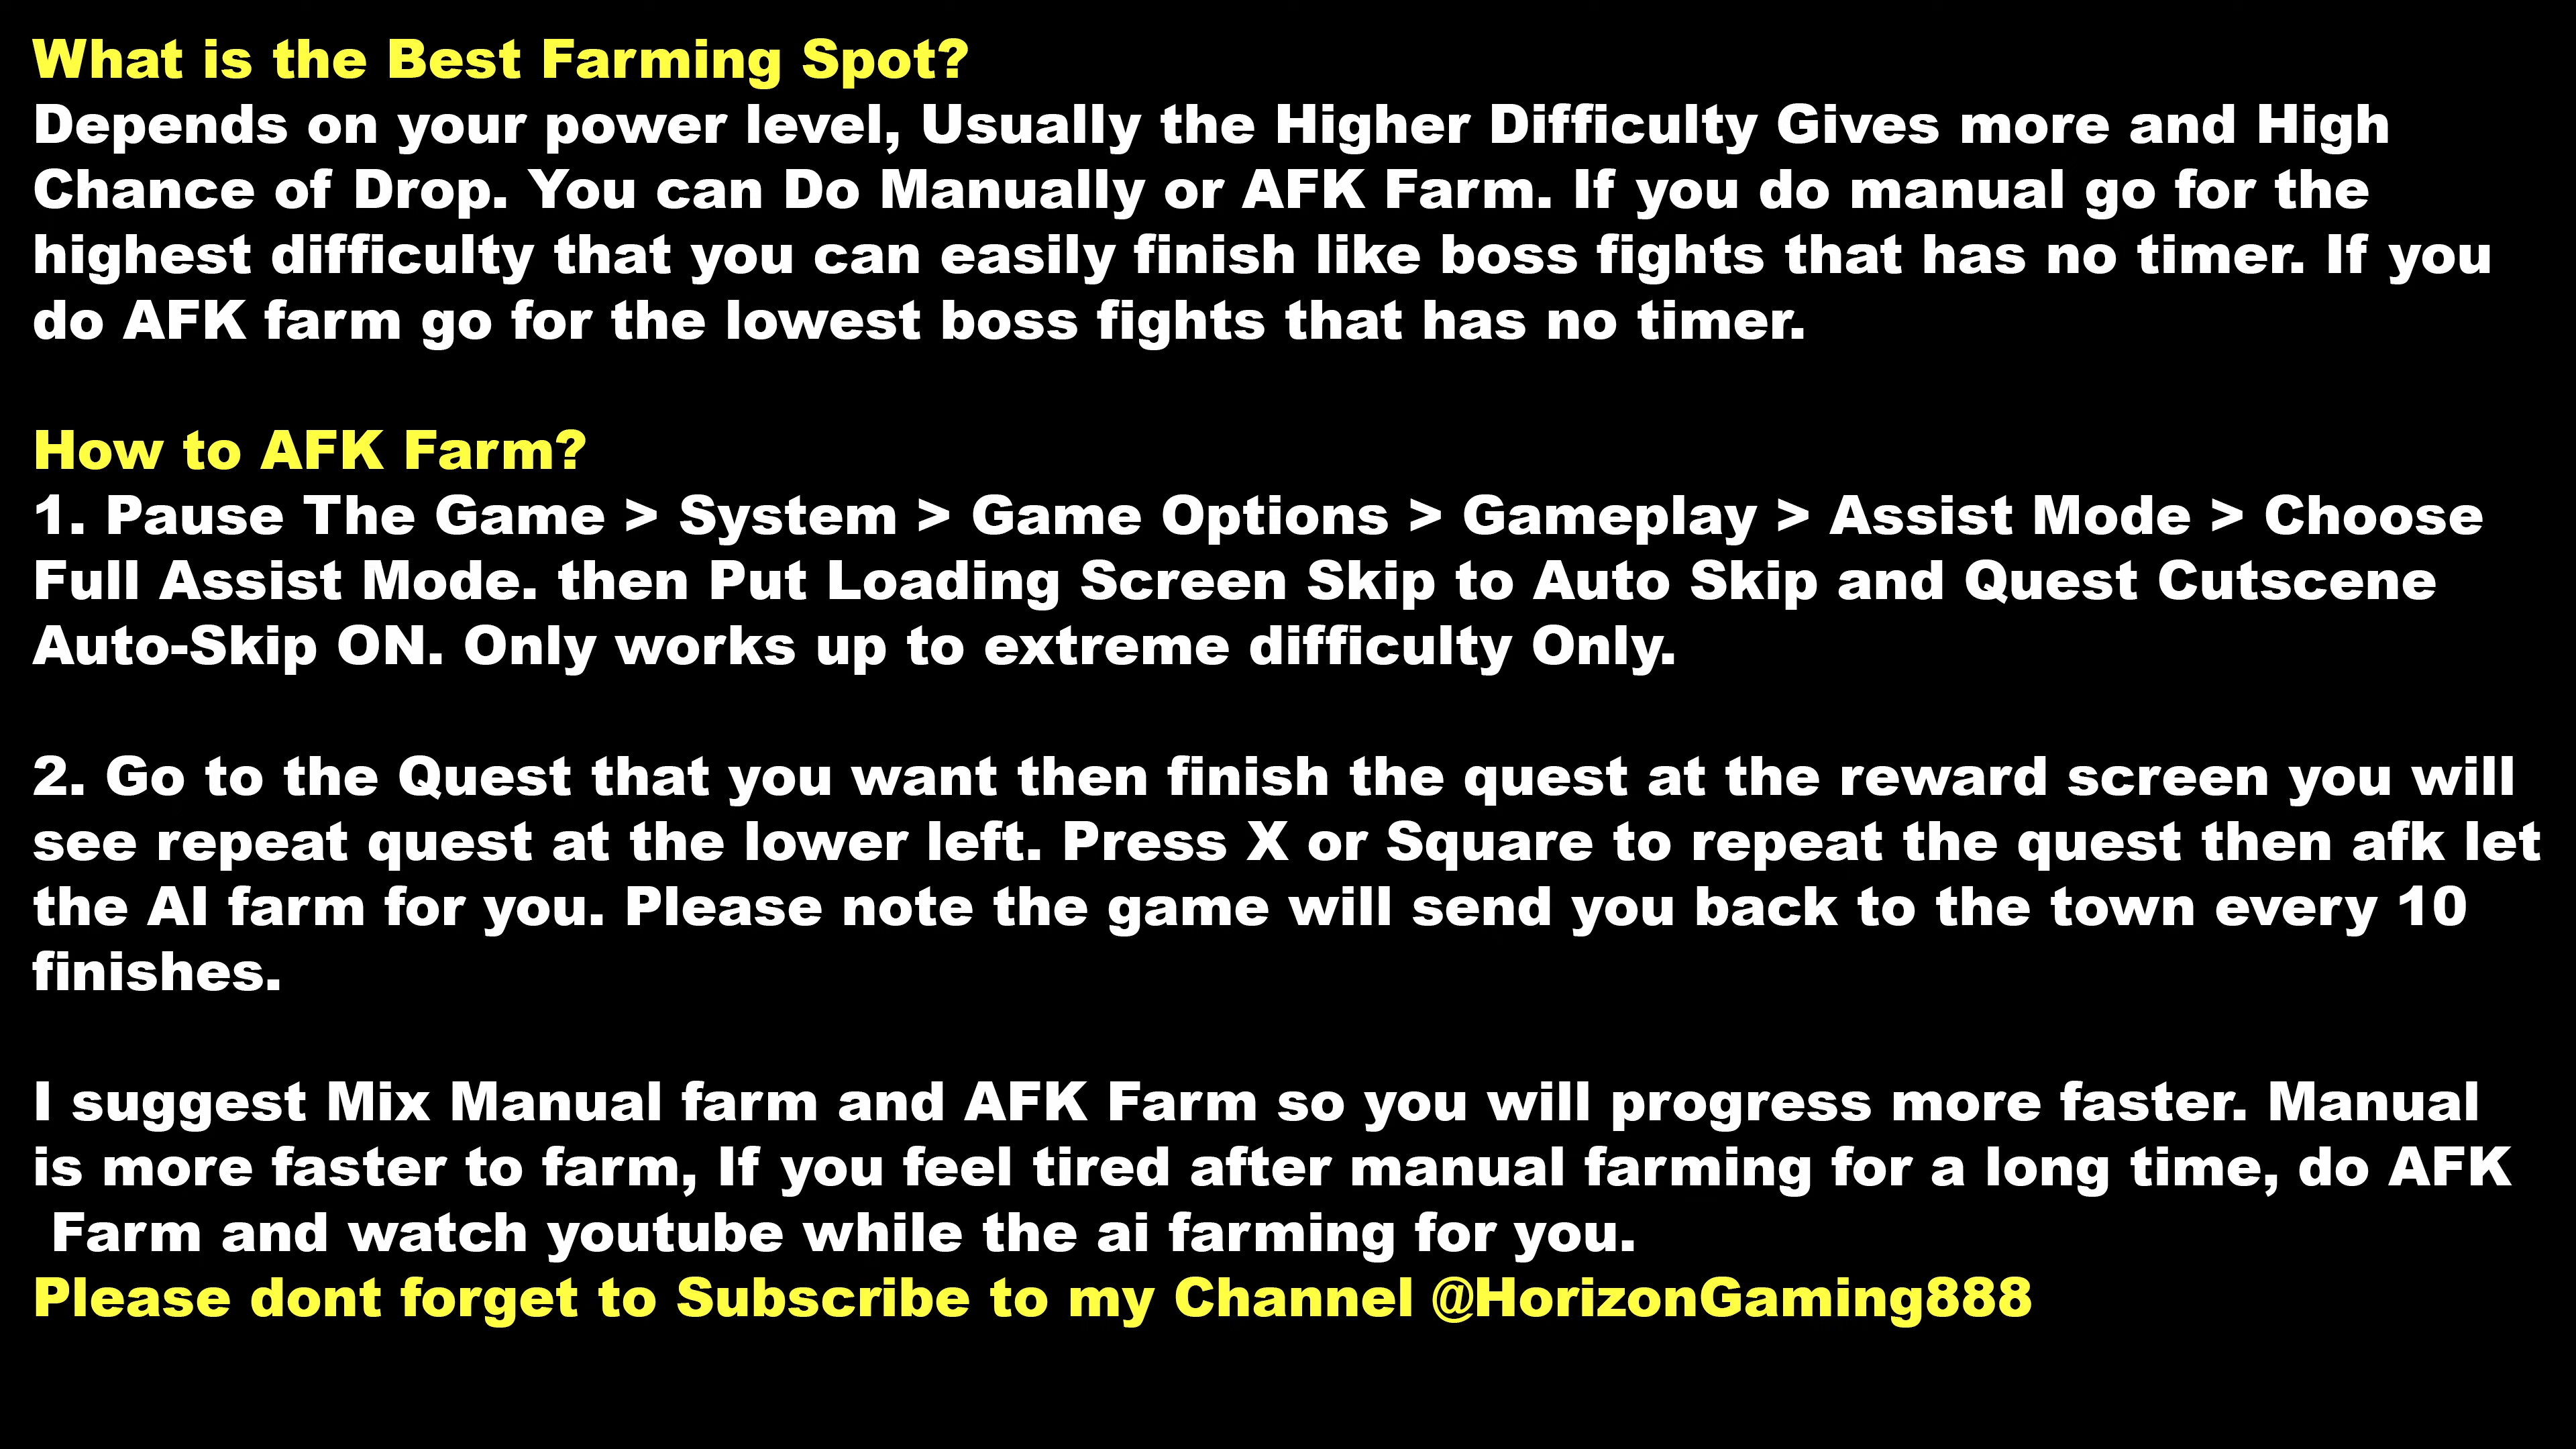 What is the Best Farming Spot?
Depends on your power level, Usually the Higher Difficulty Gives more and High
Chance of Drop. You can Do Manually or AFK Farm. If you do manual go for the
highest difficulty that you can easily finish like boss fights that has no timer. If you
do AFK farm go for the lowest boss fights that has no timer.
How to AFK Farm?
1. Pause The Game > System > Game Options > Gameplay > Assist Mode > Choose
Full Assist Mode. then Put Loading Screen Skip to Auto Skip and Quest Cutscene
Auto-Skip ON. Only works up to extreme difficulty Only.
2. Go to the Quest that you want then finish the quest at the reward screen you will
see repeat quest at the lower left. Press X or Square to repeat the quest then afk let
the AI farm for you. Please note the game will send you back to the town every 10
finishes.
I suggest Mix Manual farm and AFK Farm so you will progress more faster. Manual
is more faster to farm, If you feel tired after manual farming for a long time, do AFK
Farm and watch youtube while the ai farming for you.
Please dont forget to Subscribe to my Channel @HorizonGaming888